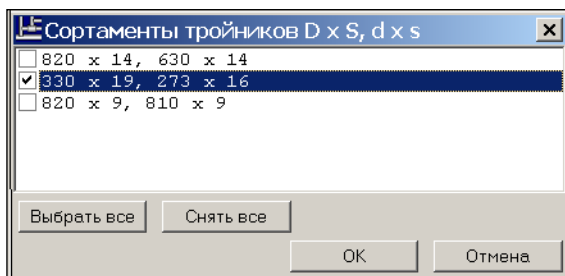 Сортаменты тройников D x S, d x s
820 x 14, 630 x 14
330 x 19, 273 x 16
820 x 9, 810 x 9
Выбрать все Снять все
OK Отмена